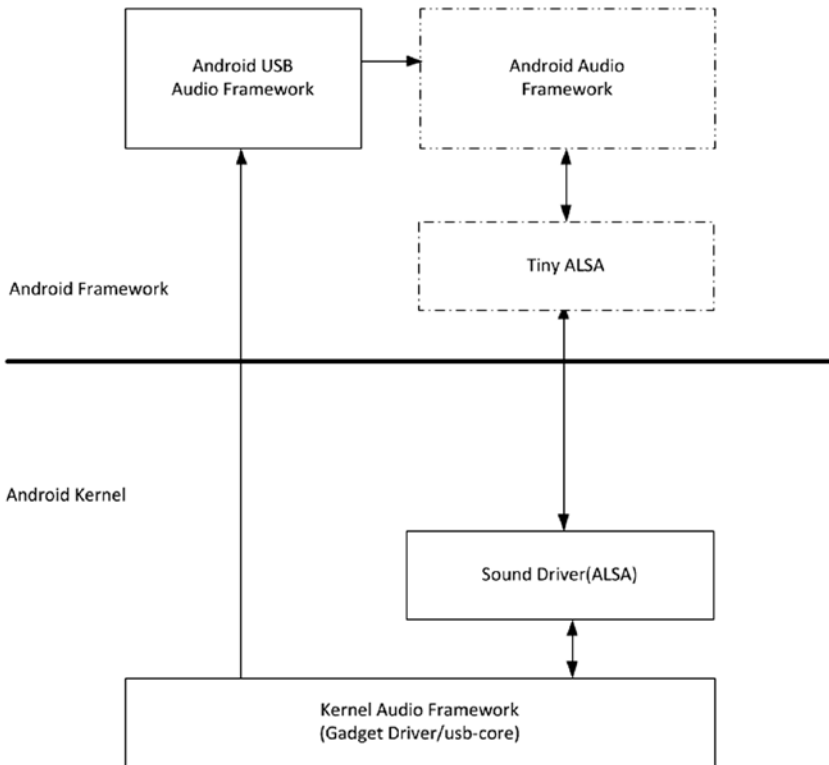 Android USB
Audio Framework
Android Audio
Framework
Tiny ALSA
Android Framework
Android Kernel
Sound Driver(ALSA)
Kernel Audio Framework
(Gadget Driver/usb-core)